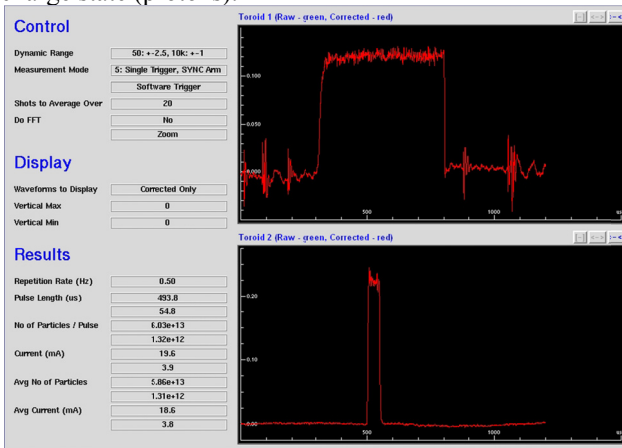 charge state (protons).
Control
Dynamic Range 50: +-2.5, 10k: +-1
Measurement Mode 5: Single Trigger, SYNC Arm
Software Trigger
Shots to Average Over 20
Do FFT No
Zoom
Display
Waveforms to Display Corrected Only
Vertical Max 0
Vertical Min 0
Results
Repetition Rate (Hz) 0.50
Pulse Length (us) 493.8
54.8
No of Particles / Pulse 6.03e+13
1.32e+12
Current (mA) 19.6
3.9
Avg No of Particles 5.86e+13
1.31e+12
Avg Current (mA) 18.6
3.8
Toroid 1 (Raw - green, Corrected - red)
0.100
0.050
0.000
500
1000
Toroid 2 (Raw - green, Corrected - red)
0.20
0.10
0.00
500
1000